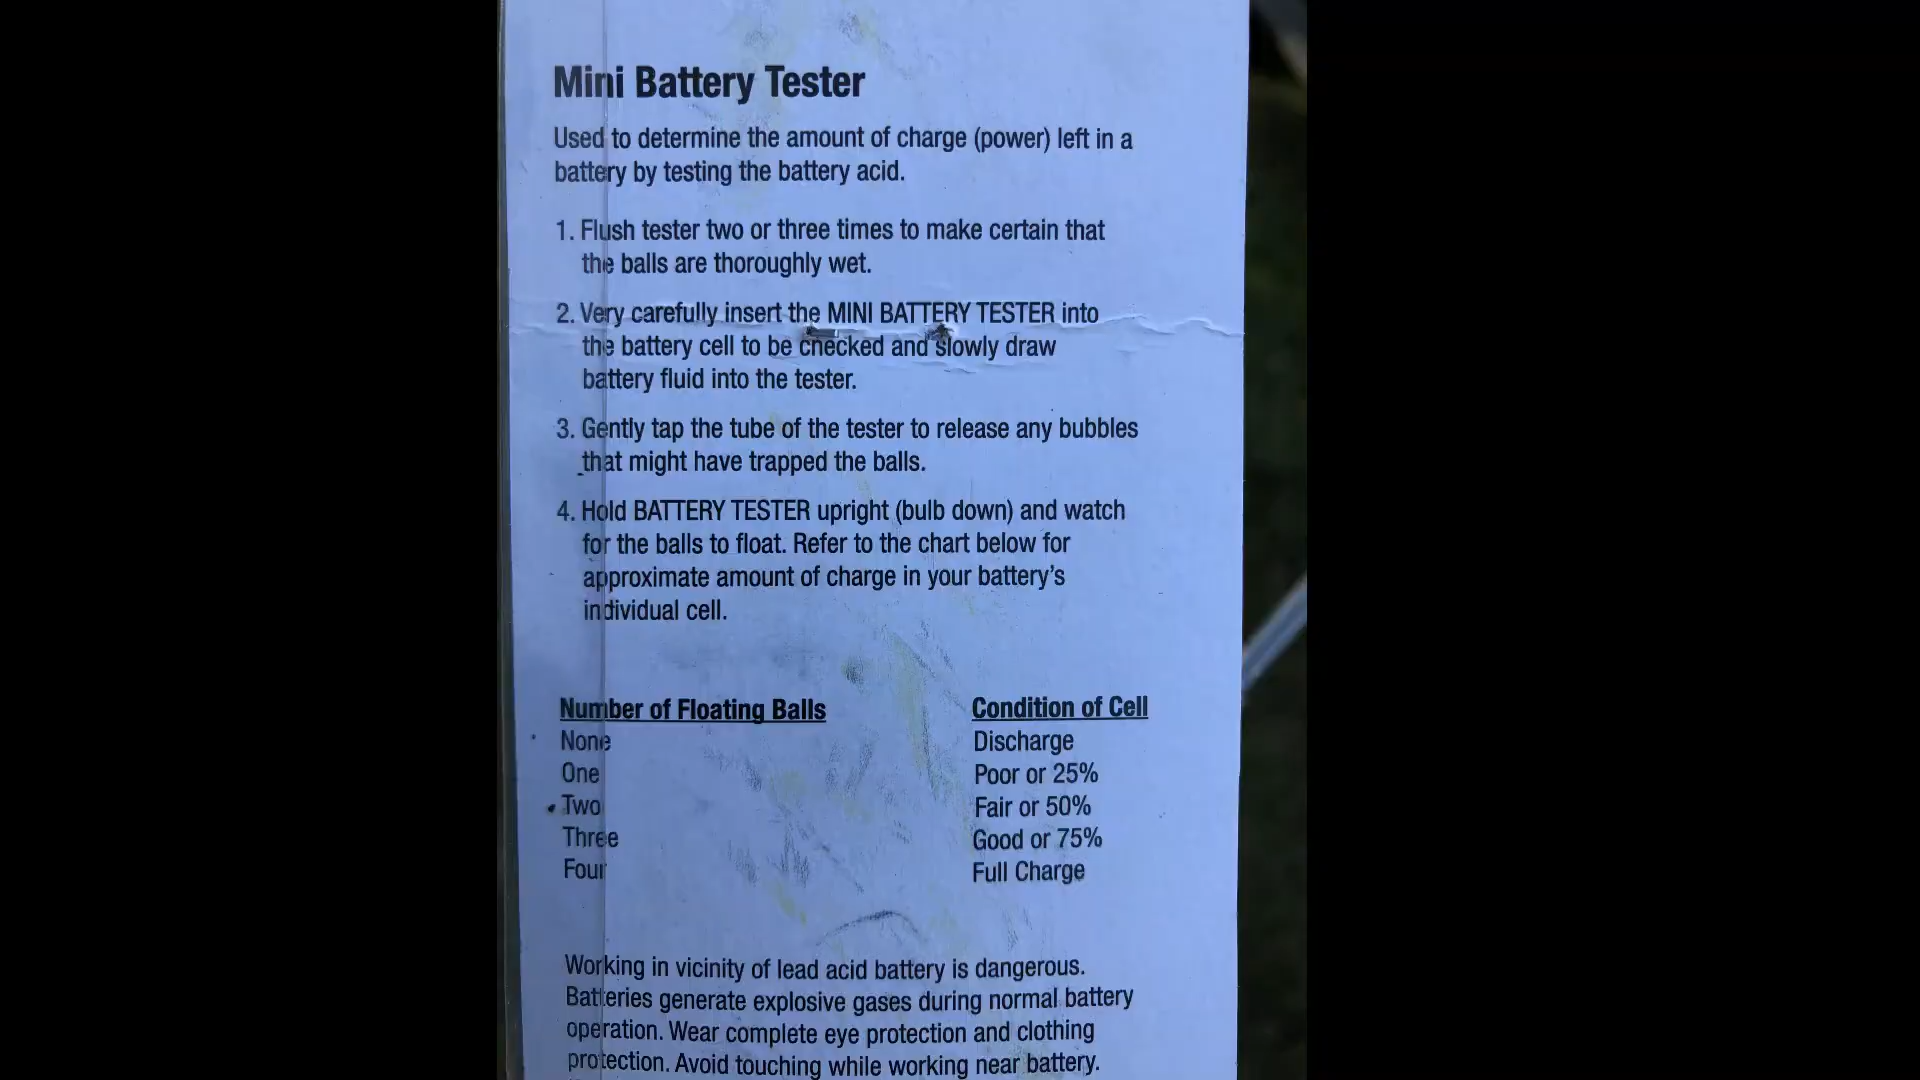 Mini Battery Tester
Used to determine the amount of charge (power) left in a
battery by testing the battery acid.
1. Flush tester two or three times to make certain that
the balls are thoroughly wet.
2. Very carefully insert the MINI BATTERY TESTER into
the battery cell to be checked and slowly draw
battery fluid into the tester.
3. Gently tap the tube of the tester to release any bubbles
that might have trapped the balls.
4. Hold BATTERY TESTER upright (bulb down) and watch
for the balls to float. Refer to the chart below for
approximate amount of charge in your battery's
individual cell.
Number of Floating Balls Condition of Cell
None Discharge
One Poor or 25%
Two Fair or 50%
Three Good or 75%
Four Full Charge
Working in vicinity of lead acid battery is dangerous.
Batteries generate explosive gases during normal battery
operation. Wear complete eye protection and clothing
protection. Avoid touching while working near battery.